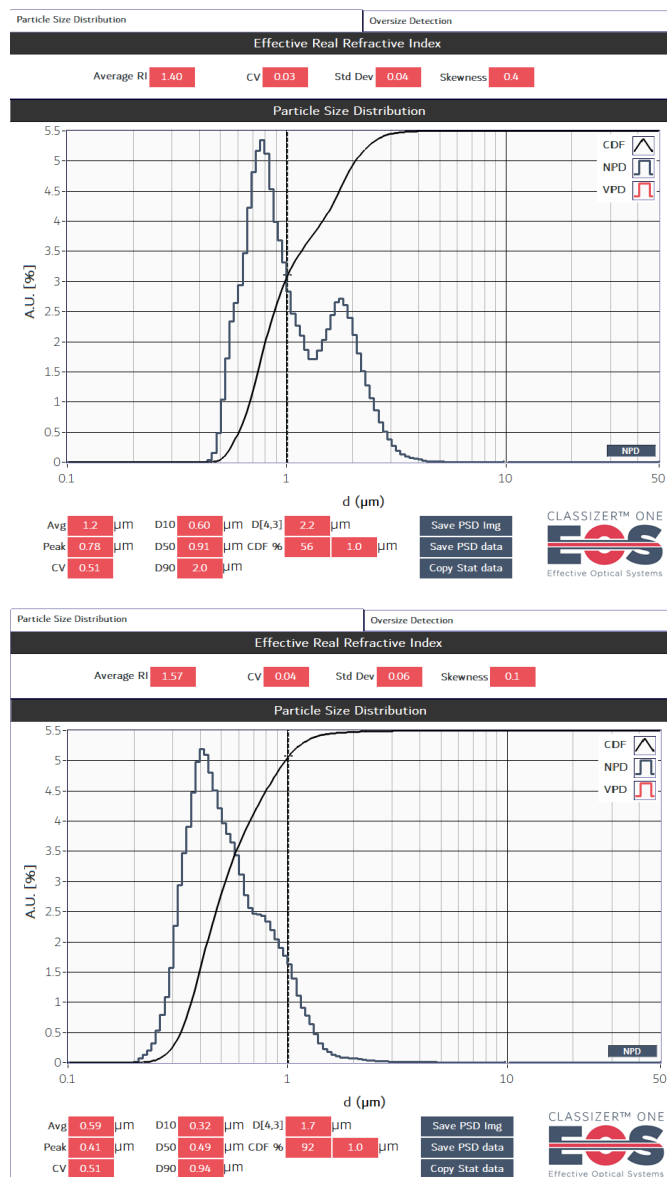 Particle Size Distribution Oversize Detection
Effective Real Refractive Index
Average RI 1.40 CV 0.03 Std Dev 0.04 Skewness 0.4
Particle Size Distribution
5.5
CDF
5
NPD
4.5
VPD
4
3.5
3
A.U. [%]
2.5
2
1.5
1
0.5
NPD
0
0.1 1 10 50
d (µm)
Avg 1.2 µm D10 0.60 µm D[4,3] 2.2 µm Save PSD Img
Peak 0.78 µm D50 0.91 µm CDF % 56 1.0 µm Save PSD data
CV 0.51 D90 2.0 µm Copy Stat data
CLASSIZER™ ONE
EOS
Effective Optical Systems
Particle Size Distribution Oversize Detection
Effective Real Refractive Index
Average RI 1.57 CV 0.04 Std Dev 0.06 Skewness 0.1
Particle Size Distribution
5.5
CDF
5
NPD
4.5
VPD
4
3.5
3
A.U. [%]
2.5
2
1.5
1
0.5
NPD
0
0.1 1 10 50
d (µm)
Avg 0.59 µm D10 0.32 µm D[4,3] 1.7 µm Save PSD Img
Peak 0.41 µm D50 0.49 µm CDF % 92 1.0 µm Save PSD data
CV 0.51 D90 0.94 µm Copy Stat data
CLASSIZER™ ONE
EOS
Effective Optical Systems